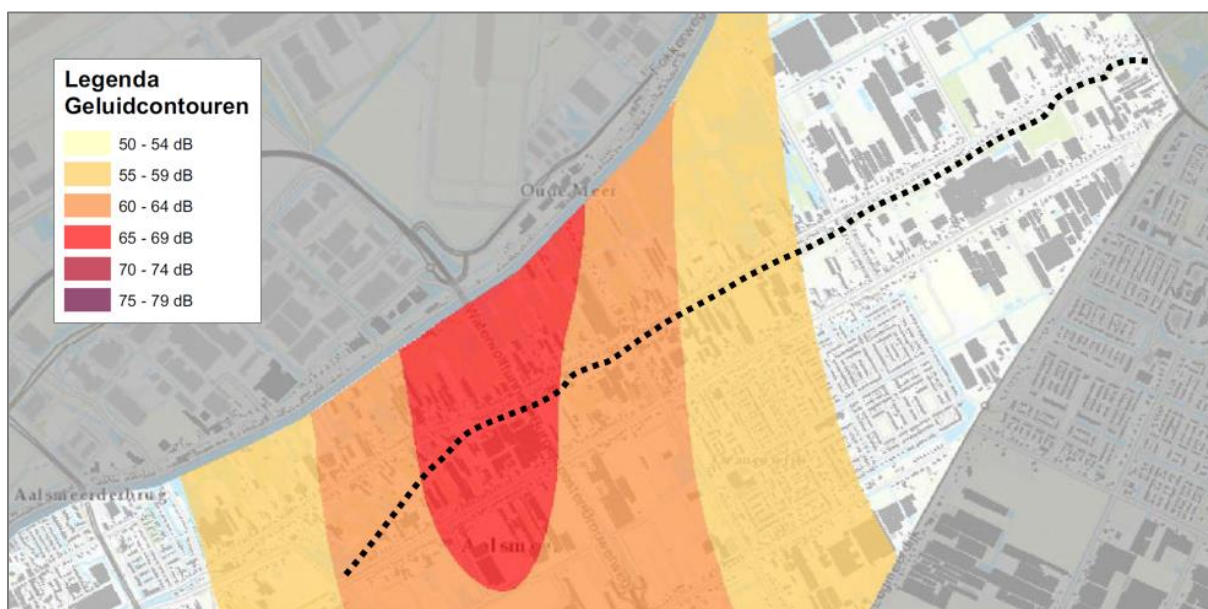 Fokkerweg
Legenda
Geluidcontouren
50 - 54 dB
55 - 59 dB
60 - 64 dB
65 - 69 dB
70 - 74 dB
75 - 79 dB
Oude Meer
Aalsmeerderbrug